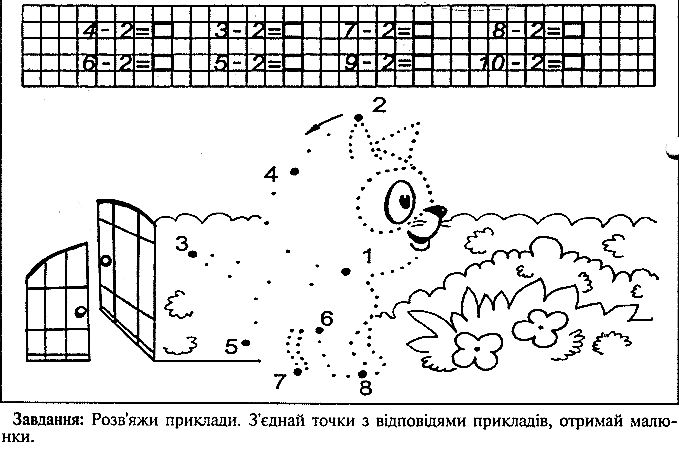 4 - 2 = 3 - 2 = 7 - 2 = 8 - 2 =
6 - 2 = 5 - 2 = 9 - 2 = 10 - 2 =
2
4
3
1
6
5
7
8
Завдання: Розв'яжи приклади. З'єднай точки з відповідями прикладів, отримай малю-
нки.